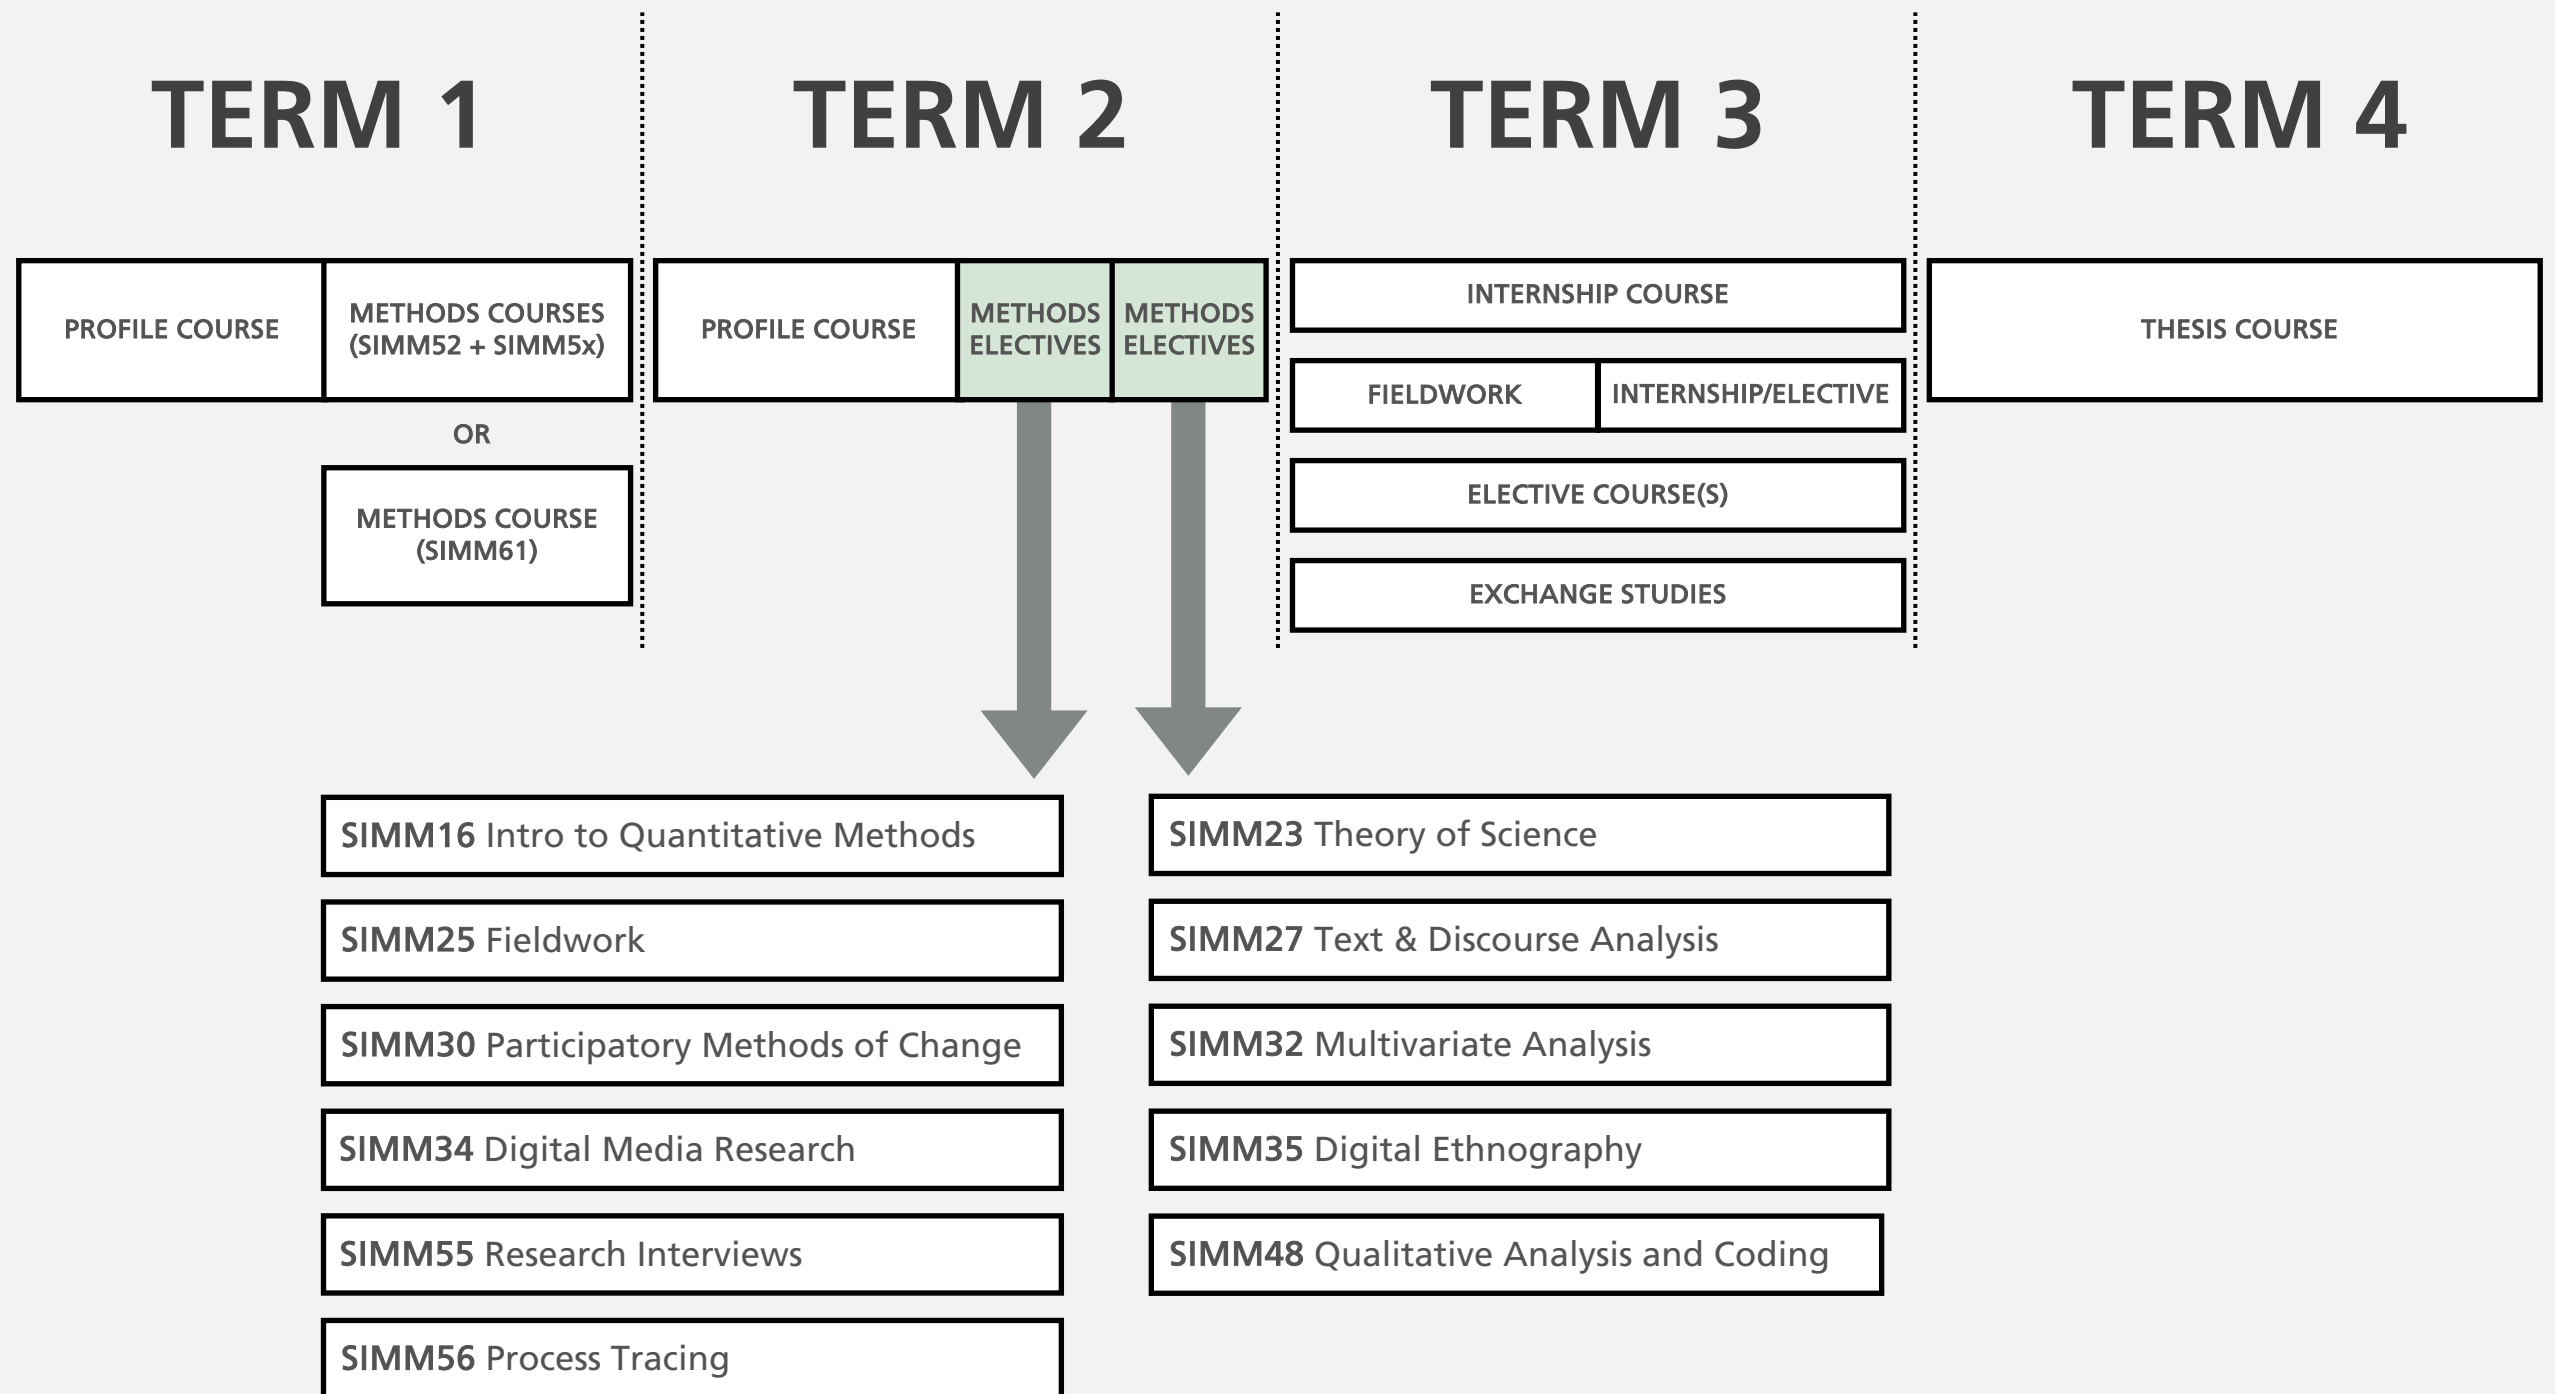 TERM 1
TERM 2
TERM 3
TERM 4
PROFILE COURSE
METHODS COURSES
(SIMM52 + SIMM5x)
OR
METHODS COURSE
(SIMM61)
PROFILE COURSE
METHODS
ELECTIVES
METHODS
ELECTIVES
INTERNSHIP COURSE
FIELDWORK
INTERNSHIP/ELECTIVE
ELECTIVE COURSE(S)
EXCHANGE STUDIES
THESIS COURSE
SIMM16 Intro to Quantitative Methods
SIMM25 Fieldwork
SIMM30 Participatory Methods of Change
SIMM34 Digital Media Research
SIMM55 Research Interviews
SIMM56 Process Tracing
SIMM23 Theory of Science
SIMM27 Text & Discourse Analysis
SIMM32 Multivariate Analysis
SIMM35 Digital Ethnography
SIMM48 Qualitative Analysis and Coding